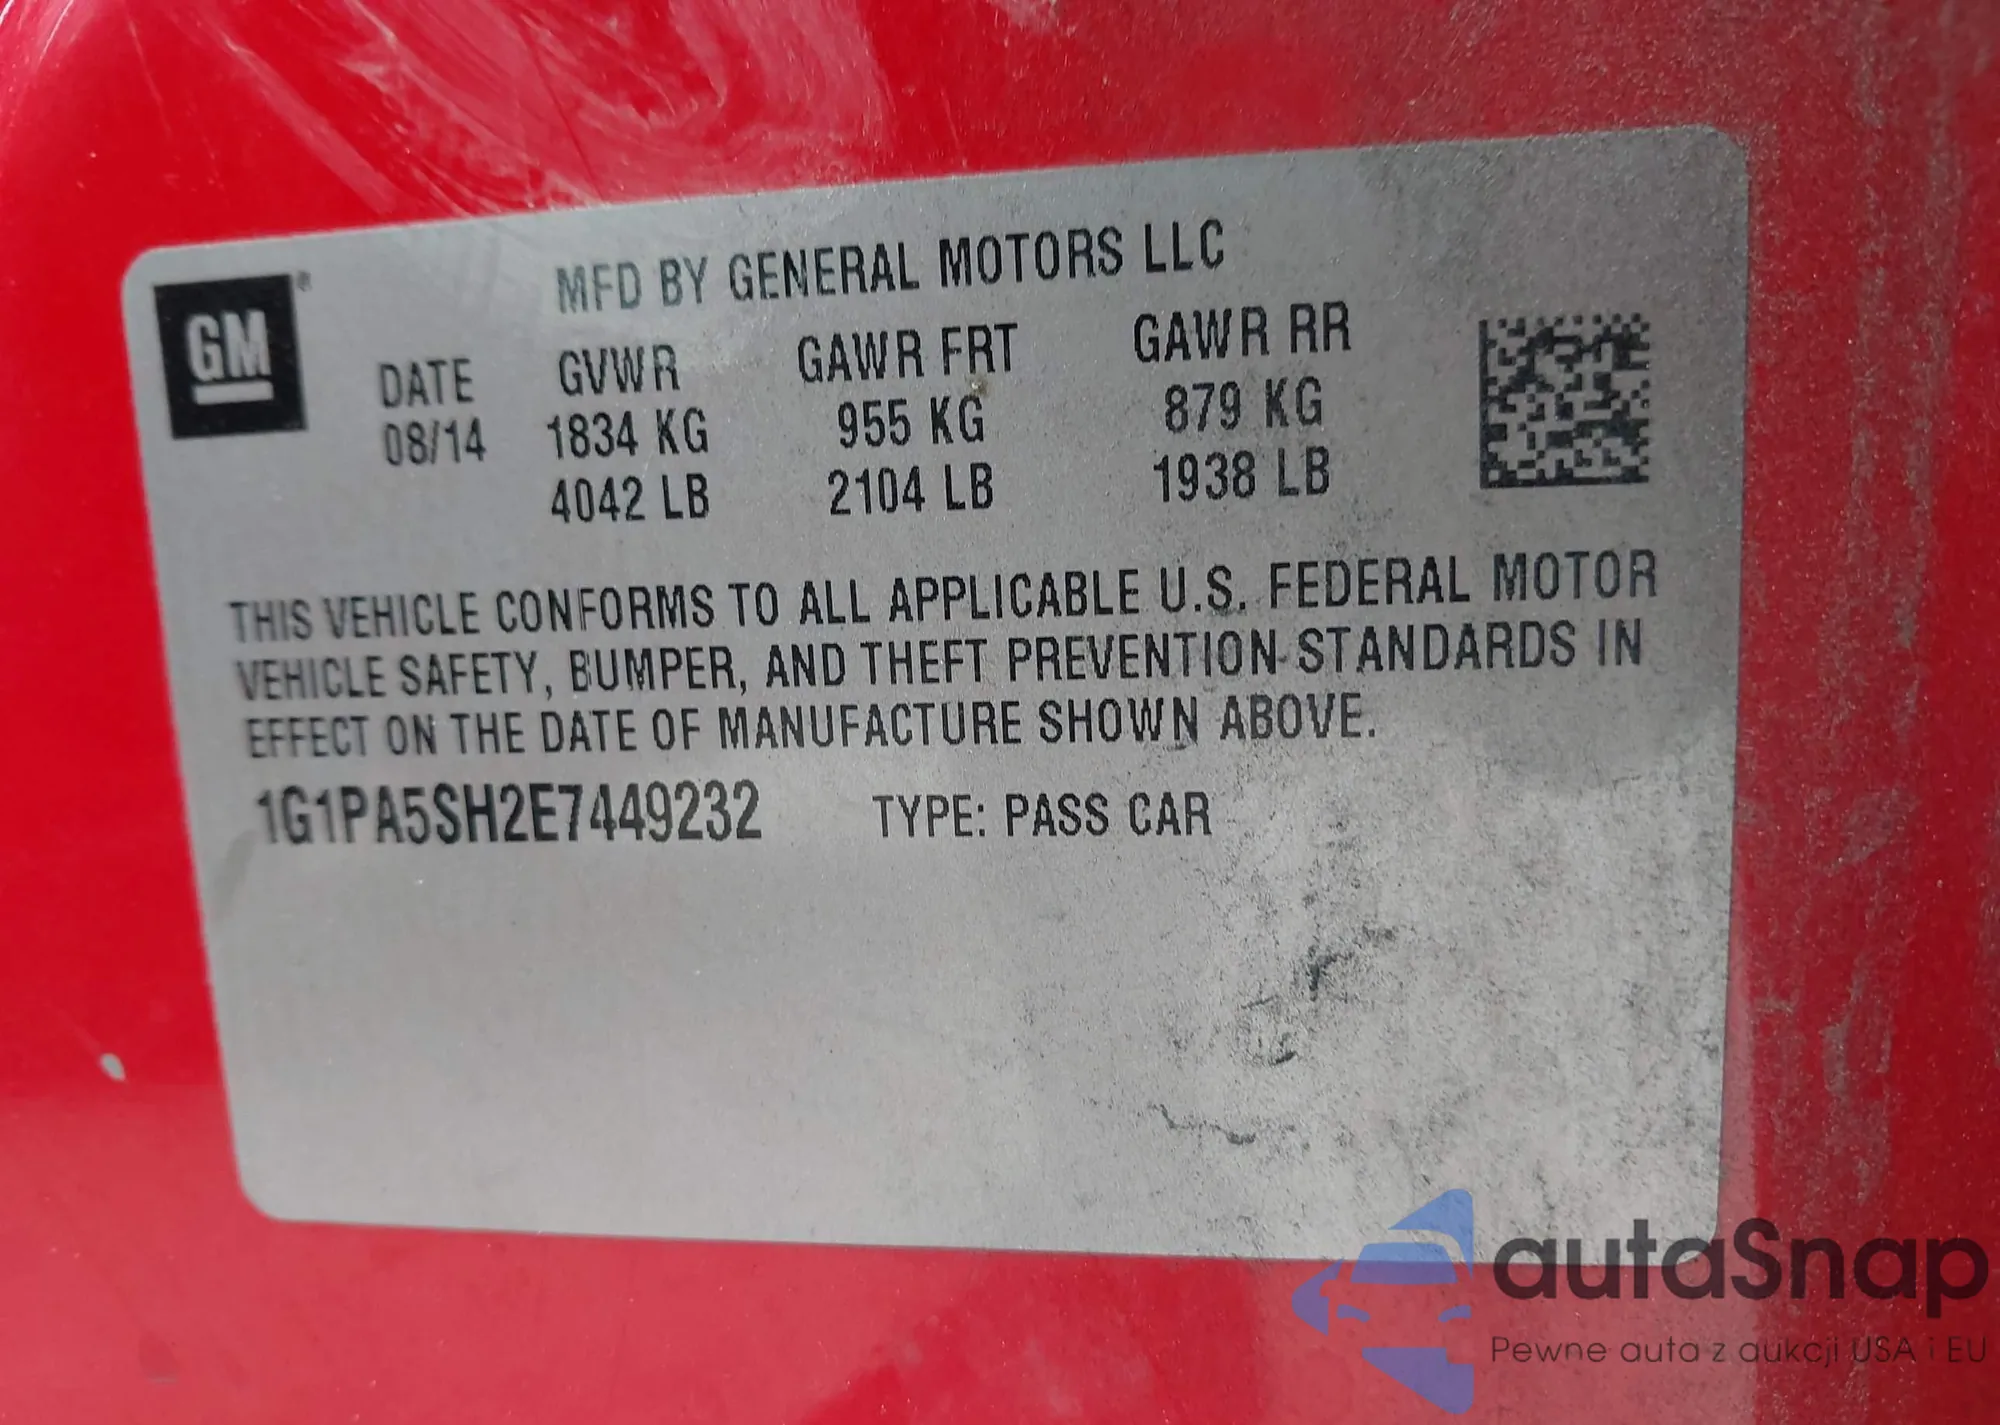 GM ®
MFD BY GENERAL MOTORS LLC
DATE GVWR GAWR FRT GAWR RR
08/14 1834 KG 955 KG 879 KG
4042 LB 2104 LB 1938 LB
THIS VEHICLE CONFORMS TO ALL APPLICABLE U.S. FEDERAL MOTOR
VEHICLE SAFETY, BUMPER, AND THEFT PREVENTION STANDARDS IN
EFFECT ON THE DATE OF MANUFACTURE SHOWN ABOVE.
1G1PA5SH2E7449232 TYPE: PASS CAR
autaSnap
Pewne auta z aukcji USA i EU